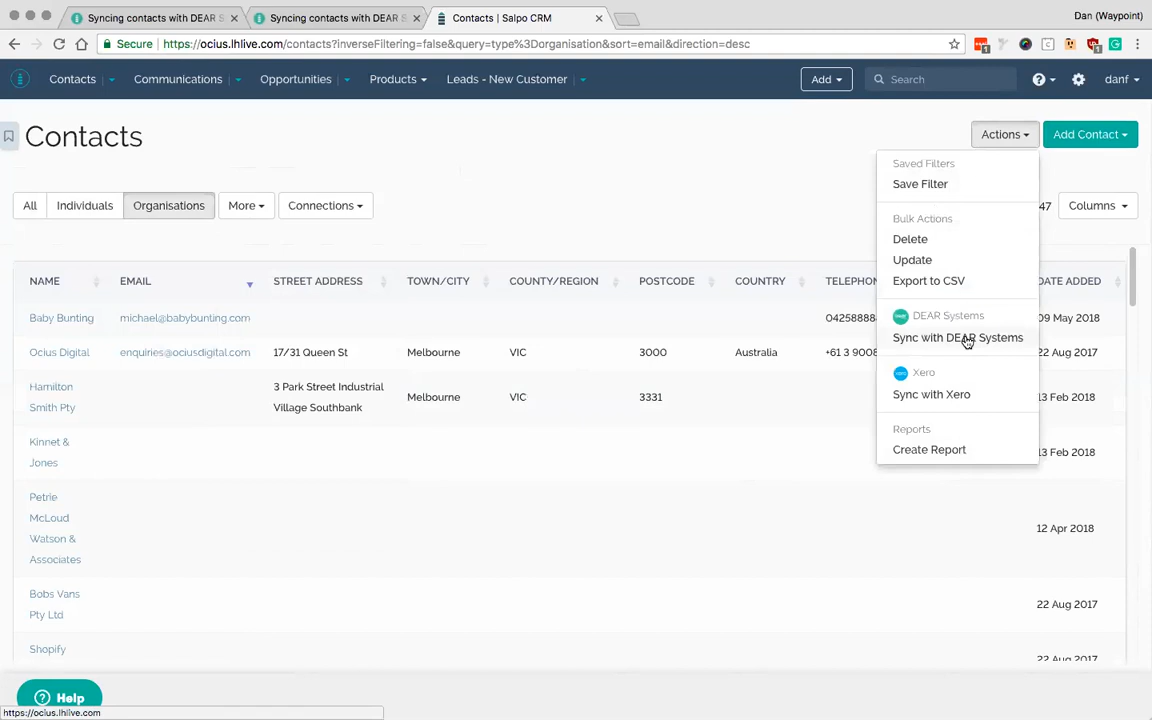 Syncing contacts with DEAR S
Syncing contacts with DEAR S
Contacts | Salpo CRM
Dan (Waypoint)
Secure
https://ocius.lhlive.com/contacts?inverseFiltering=false&query=type%3Dorganisation&sort=email&direction=desc
1
1
Contacts
Communications
Opportunities
Products
Leads - New Customer
Add
Search
danf
Contacts
Actions
Add Contact
Saved Filters
Save Filter
All
Individuals
Organisations
More
Connections
47
Columns
Bulk Actions
Delete
Update
Export to CSV
NAME
EMAIL
STREET ADDRESS
TOWN/CITY
COUNTY/REGION
POSTCODE
COUNTRY
TELEPHON
DATE ADDED
DEAR Systems
Sync with DEAR Systems
Xero
Sync with Xero
Reports
Create Report
Baby Bunting
michael@babybunting.com
04258888
09 May 2018
Ocius Digital
enquiries@ociusdigital.com
17/31 Queen St
Melbourne
VIC
3000
Australia
+61 3 9008
22 Aug 2017
Hamilton
Smith Pty
3 Park Street Industrial
Village Southbank
Melbourne
VIC
3331
13 Feb 2018
Kinnet &
Jones
13 Feb 2018
Petrie
McLoud
Watson &
Associates
12 Apr 2018
Bobs Vans
Pty Ltd
22 Aug 2017
Shopify
22 Aug 2017
Help
https://ocius.lhlive.com